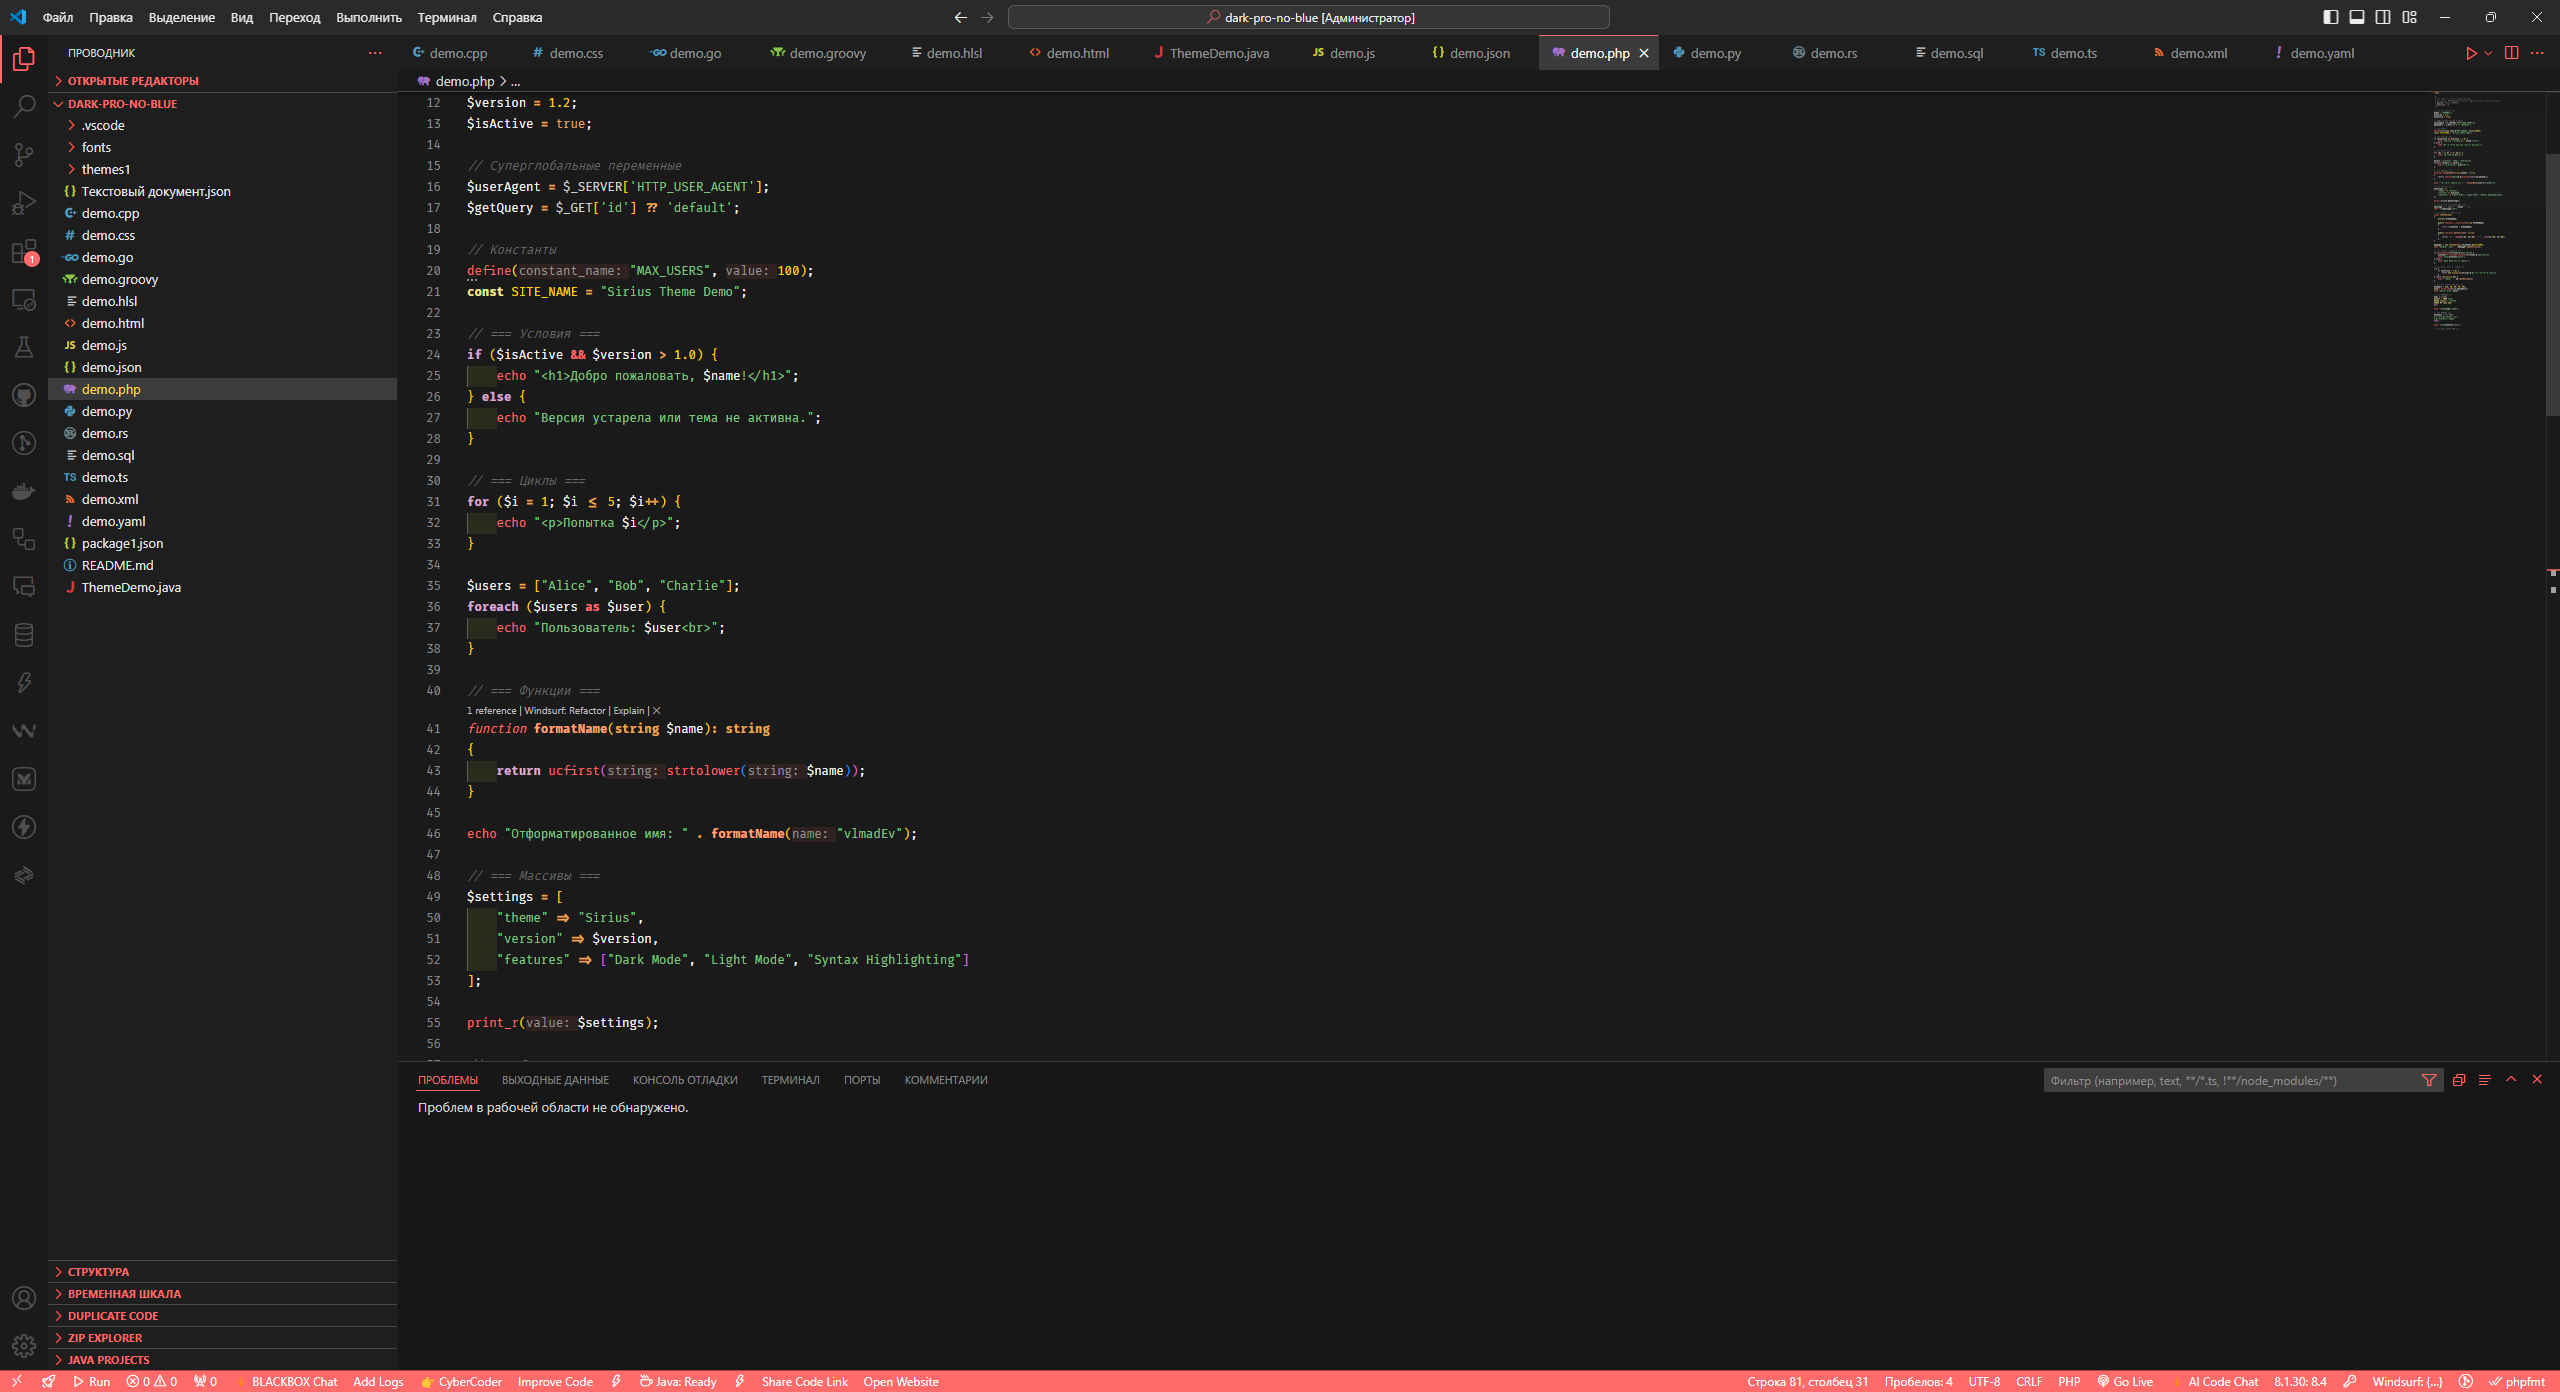 Файл Правка Выделение Вид Переход Выполнить Терминал Справка
dark-pro-no-blue [Администратор]
ПРОВОДНИК
ОТКРЫТЫЕ РЕДАКТОРЫ
DARK-PRO-NO-BLUE
.vscode
fonts
themes1
{} Текстовый документ.json
demo.cpp
# demo.css
GO demo.go
demo.groovy
demo.hlsl
<> demo.html
JS demo.js
{} demo.json
demo.php
demo.py
demo.rs
demo.sql
TS demo.ts
demo.xml
! demo.yaml
{} package1.json
README.md
J ThemeDemo.java
1
СТРУКТУРА
ВРЕМЕННАЯ ШКАЛА
DUPLICATE CODE
ZIP EXPLORER
JAVA PROJECTS
demo.cpp # demo.css GO demo.go demo.groovy demo.hlsl <> demo.html J ThemeDemo.java JS demo.js {} demo.json demo.php demo.py demo.rs demo.sql TS demo.ts demo.xml ! demo.yaml
demo.php > ...
12 $version = 1.2;
13 $isActive = true;
14
15 // Суперглобальные переменные
16 $userAgent = $_SERVER['HTTP_USER_AGENT'];
17 $getQuery = $_GET['id'] ?? 'default';
18
19 // Константы
20 define(constant_name: "MAX_USERS", value: 100);
21 const SITE_NAME = "Sirius Theme Demo";
22
23 // === Условия ===
24 if ($isActive && $version > 1.0) {
25 echo "<h1>Добро пожаловать, $name!</h1>";
26 } else {
27 echo "Версия устарела или тема не активна.";
28 }
29
30 // === Циклы ===
31 for ($i = 1; $i <= 5; $i++) {
32 echo "<p>Попытка $i</p>";
33 }
34
35 $users = ["Alice", "Bob", "Charlie"];
36 foreach ($users as $user) {
37 echo "Пользователь: $user<br>";
38 }
39
40 // === Функции ===
1 reference | Windsurf: Refactor | Explain | ×
41 function formatName(string $name): string
42 {
43 return ucfirst(string: strtolower(string: $name));
44 }
45
46 echo "Отформатированное имя: " . formatName(name: "vlmadEv");
47
48 // === Массивы ===
49 $settings = [
50 "theme" => "Sirius",
51 "version" => $version,
52 "features" => ["Dark Mode", "Light Mode", "Syntax Highlighting"]
53 ];
54
55 print_r(value: $settings);
56
ПРОБЛЕМЫ ВЫХОДНЫЕ ДАННЫЕ КОНСОЛЬ ОТЛАДКИ ТЕРМИНАЛ ПОРТЫ КОММЕНТАРИИ
Фильтр (например, text, **/*.ts, !**/node_modules/**)
Проблем в рабочей области не обнаружено.
Run 0 0 0 BLACKBOX Chat Add Logs CyberCoder Improve Code Java: Ready Share Code Link Open Website Строка 81, столбец 31 Пробелов: 4 UTF-8 CRLF PHP Go Live AI Code Chat 8.1.30: 8.4 Windsurf: {...} phpfmt